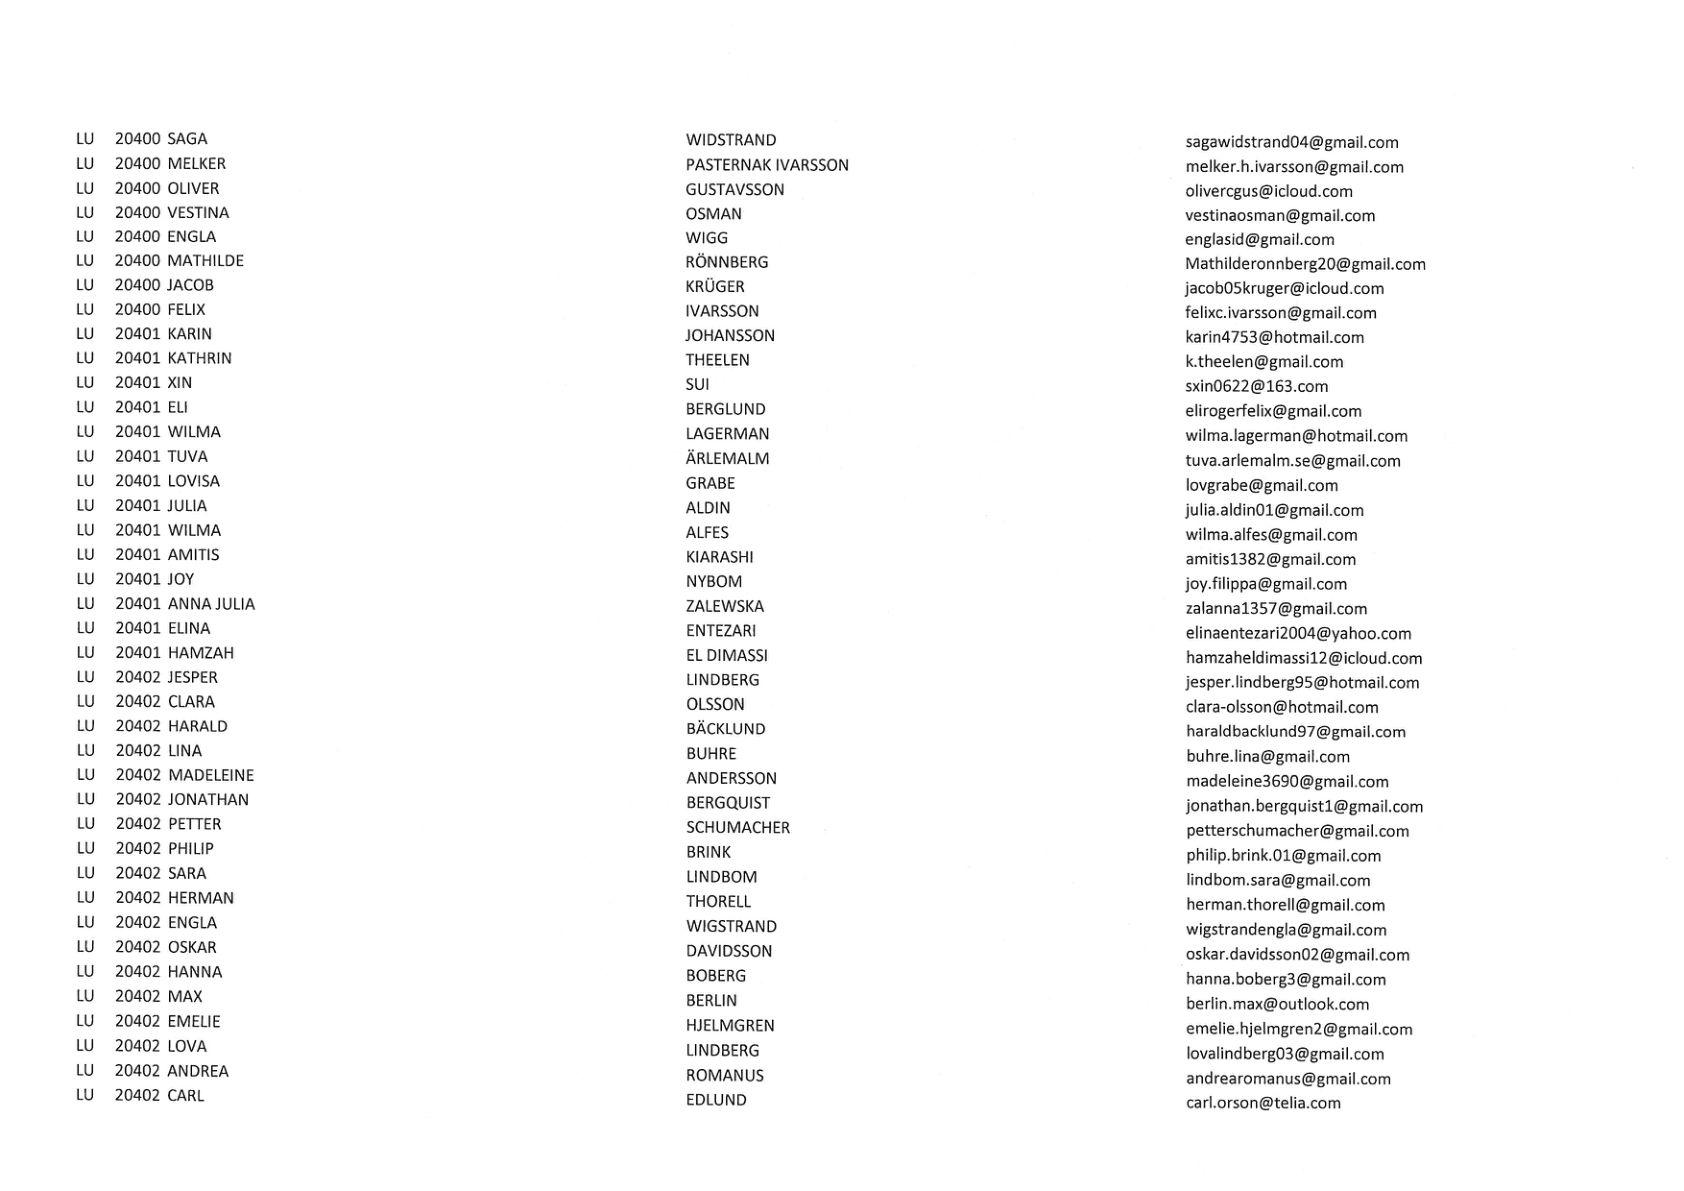 LU 20400 SAGA WIDSTRAND sagawidstrand04@gmail.com
LU 20400 MELKER PASTERNAK IVARSSON melker.h.ivarsson@gmail.com
LU 20400 OLIVER GUSTAVSSON olivercgus@icloud.com
LU 20400 VESTINA OSMAN vestinaosman@gmail.com
LU 20400 ENGLA WIGG englasid@gmail.com
LU 20400 MATHILDE RÖNNBERG Mathilderonnberg20@gmail.com
LU 20400 JACOB KRÜGER jacob05kruger@icloud.com
LU 20400 FELIX IVARSSON felixc.ivarsson@gmail.com
LU 20401 KARIN JOHANSSON karin4753@hotmail.com
LU 20401 KATHRIN THEELEN k.theelen@gmail.com
LU 20401 XIN SUI sxin0622@163.com
LU 20401 ELI BERGLUND elirogerfelix@gmail.com
LU 20401 WILMA LAGERMAN wilma.lagerman@hotmail.com
LU 20401 TUVA ÄRLEMALM tuva.arlemalm.se@gmail.com
LU 20401 LOVISA GRABE lovgrabe@gmail.com
LU 20401 JULIA ALDIN julia.aldin01@gmail.com
LU 20401 WILMA ALFES wilma.alfes@gmail.com
LU 20401 AMITIS KIARASHI amitis1382@gmail.com
LU 20401 JOY NYBOM joy.filippa@gmail.com
LU 20401 ANNA JULIA ZALEWSKA zalanna1357@gmail.com
LU 20401 ELINA ENTEZARI elinaentezari2004@yahoo.com
LU 20401 HAMZAH EL DIMASSI hamzaheldimassi12@icloud.com
LU 20402 JESPER LINDBERG jesper.lindberg95@hotmail.com
LU 20402 CLARA OLSSON clara-olsson@hotmail.com
LU 20402 HARALD BÄCKLUND haraldbacklund97@gmail.com
LU 20402 LINA BUHRE buhre.lina@gmail.com
LU 20402 MADELEINE ANDERSSON madeleine3690@gmail.com
LU 20402 JONATHAN BERGQUIST jonathan.bergquist1@gmail.com
LU 20402 PETTER SCHUMACHER petterschumacher@gmail.com
LU 20402 PHILIP BRINK philip.brink.01@gmail.com
LU 20402 SARA LINDBOM lindbom.sara@gmail.com
LU 20402 HERMAN THORELL herman.thorell@gmail.com
LU 20402 ENGLA WIGSTRAND wigstrandengla@gmail.com
LU 20402 OSKAR DAVIDSSON oskar.davidsson02@gmail.com
LU 20402 HANNA BOBERG hanna.boberg3@gmail.com
LU 20402 MAX BERLIN berlin.max@outlook.com
LU 20402 EMELIE HJELMGREN emelie.hjelmgren2@gmail.com
LU 20402 LOVA LINDBERG lovalindberg03@gmail.com
LU 20402 ANDREA ROMANUS andrearomanus@gmail.com
LU 20402 CARL EDLUND carl.orson@telia.com